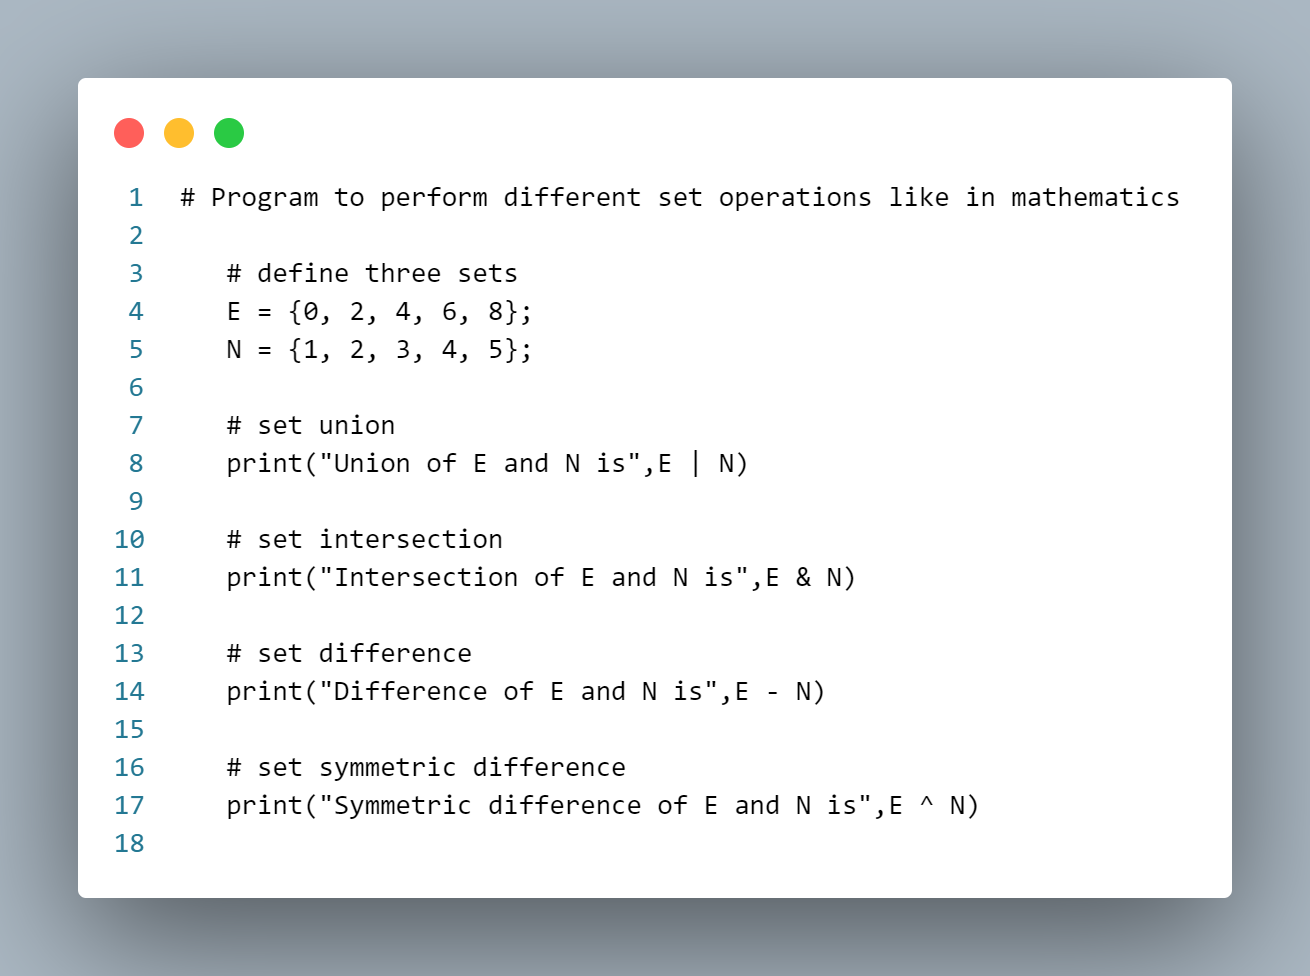 1 # Program to perform different set operations like in mathematics
2
3    # define three sets
4    E = {0, 2, 4, 6, 8};
5    N = {1, 2, 3, 4, 5};
6
7    # set union
8    print("Union of E and N is",E | N)
9
10    # set intersection
11    print("Intersection of E and N is",E & N)
12
13    # set difference
14    print("Difference of E and N is",E - N)
15
16    # set symmetric difference
17    print("Symmetric difference of E and N is",E ^ N)
18